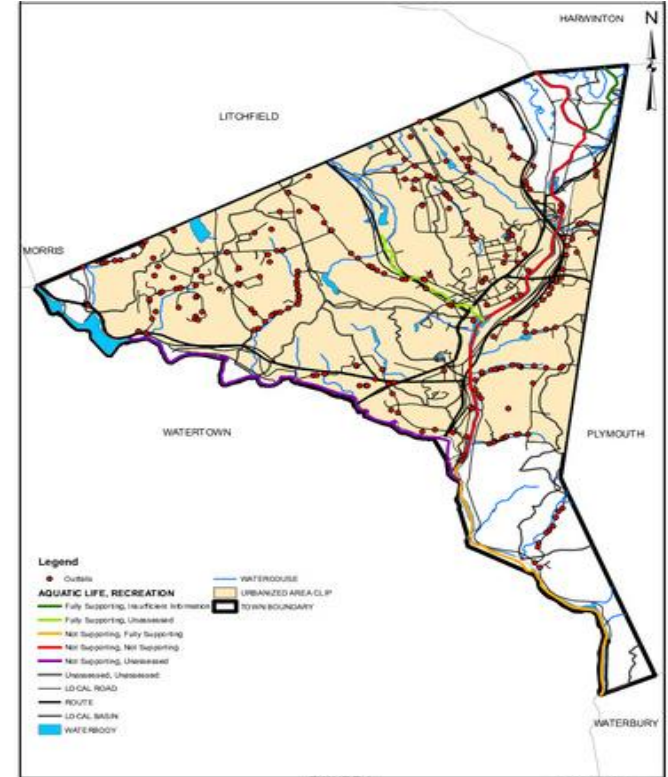 HARWINTON
N
LITCHFIELD
MORRIS
WATERTOWN
PLYMOUTH
WATERBURY
Legend
Outfalls
AQUATIC LIFE, RECREATION
Fully Supporting, Insufficient Information
Fully Supporting, Unassessed
Not Supporting, Fully Supporting
Not Supporting, Not Supporting
Not Supporting, Unassessed
Unassessed, Unassessed
LOCAL ROAD
ROUTE
LOCAL BASIN
WATERBODY
WATERCOUSE
URBANIZED AREA CLIP
TOWN BOUNDARY